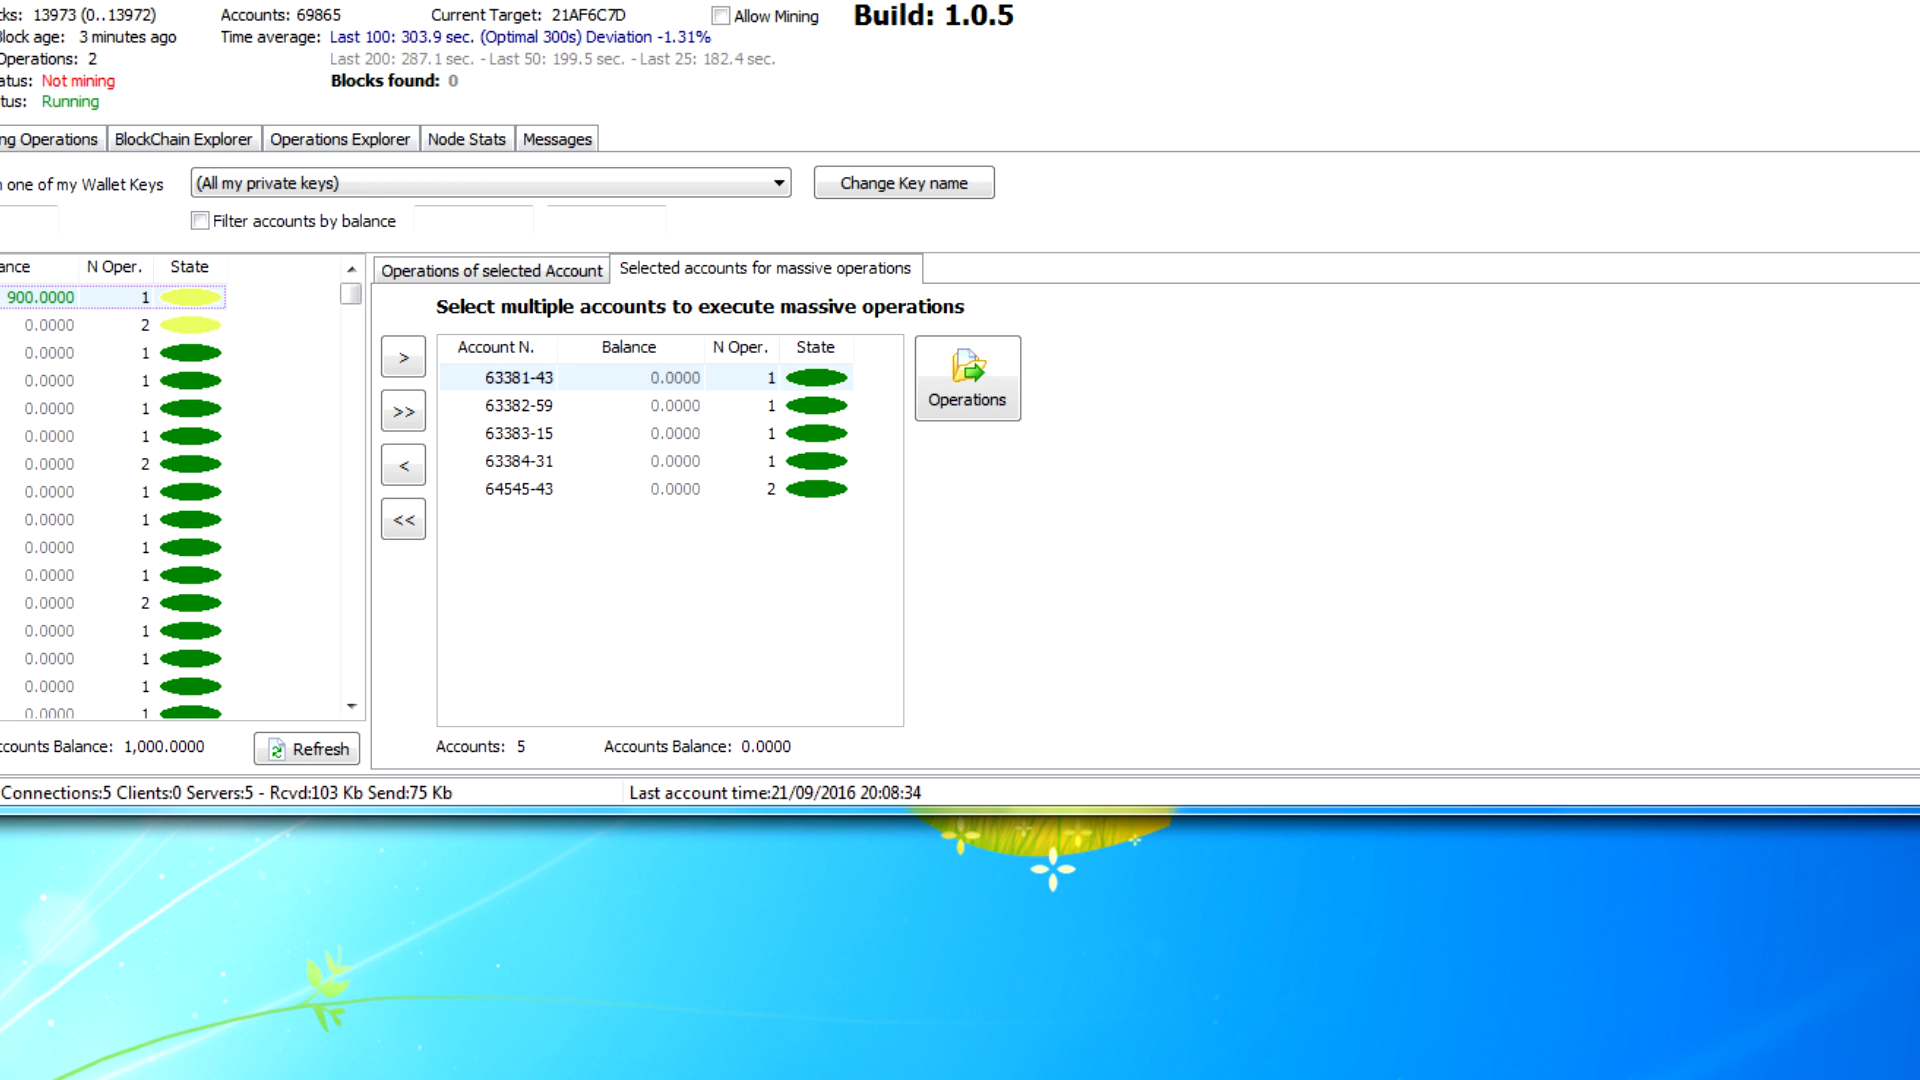 cks: 13973 (0..13972) Accounts: 69865 Current Target: 21AF6C7D Allow Mining Build: 1.0.5
lock age: 3 minutes ago Time average: Last 100: 303.9 sec. (Optimal 300s) Deviation -1.31%
Operations: 2 Last 200: 287.1 sec. - Last 50: 199.5 sec. - Last 25: 182.4 sec.
atus: Not mining Blocks found: 0
tus: Running
ng Operations BlockChain Explorer Operations Explorer Node Stats Messages
one of my Wallet Keys (All my private keys) Change Key name
Filter accounts by balance
ance N Oper. State Operations of selected Account Selected accounts for massive operations
900.0000 1
0.0000 2
0.0000 1
0.0000 1
0.0000 1
0.0000 1
0.0000 2
0.0000 1
0.0000 1
0.0000 1
0.0000 1
0.0000 2
0.0000 1
0.0000 1
0.0000 1
0.0000 1
Select multiple accounts to execute massive operations
> >> < <<
Account N. Balance N Oper. State
63381-43 0.0000 1
63382-59 0.0000 1
63383-15 0.0000 1
63384-31 0.0000 1
64545-43 0.0000 2
Operations
ccounts Balance: 1,000.0000 Refresh Accounts: 5 Accounts Balance: 0.0000
Connections:5 Clients:0 Servers:5 - Rcvd:103 Kb Send:75 Kb Last account time:21/09/2016 20:08:34